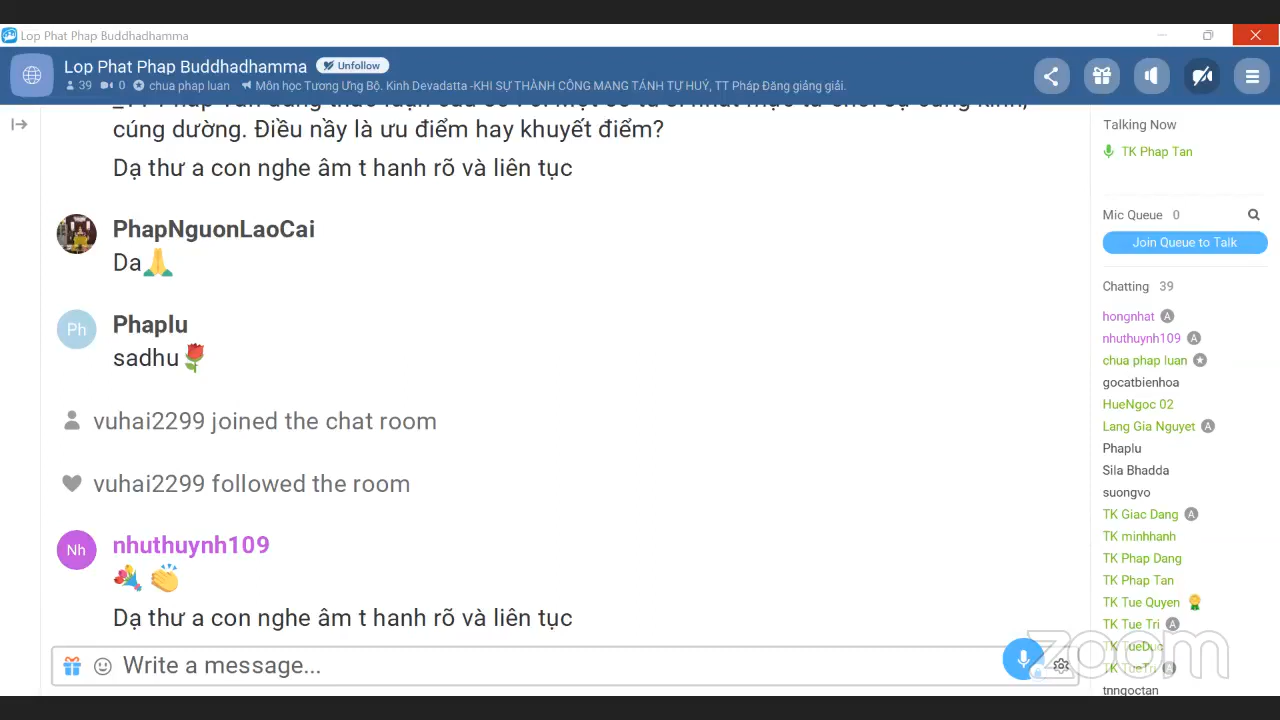 Lop Phat Phap Buddhadhamma
Lop Phat Phap Buddhadhamma Unfollow
39 0 chua phap luan Môn học Tương Ưng Bộ. Kinh Devadatta -KHI SỰ THÀNH CÔNG MANG TÁNH TỰ HUỶ, TT Pháp Đăng giảng giải.
cúng dường. Điều nầy là ưu điểm hay khuyết điểm?
Dạ thư a con nghe âm t hanh rõ và liên tục
PhapNguonLaoCai
Da🙏
Ph
Phaplu
sadhu🌹
vuhai2299 joined the chat room
vuhai2299 followed the room
Nh
nhuthuynh109
💐 👏
Dạ thư a con nghe âm t hanh rõ và liên tục
Write a message...
Talking Now
TK Phap Tan
Mic Queue 0
Join Queue to Talk
Chatting 39
hongnhat A
nhuthuynh109 A
chua phap luan
gocatbienhoa
HueNgoc 02
Lang Gia Nguyet A
Phaplu
Sila Bhadda
suongvo
TK Giac Dang A
TK minhhanh
TK Phap Dang
TK Phap Tan
TK Tue Quyen
TK Tue Tri A
TK TueDuc
TK TueTri A
tnngoctan
zoom